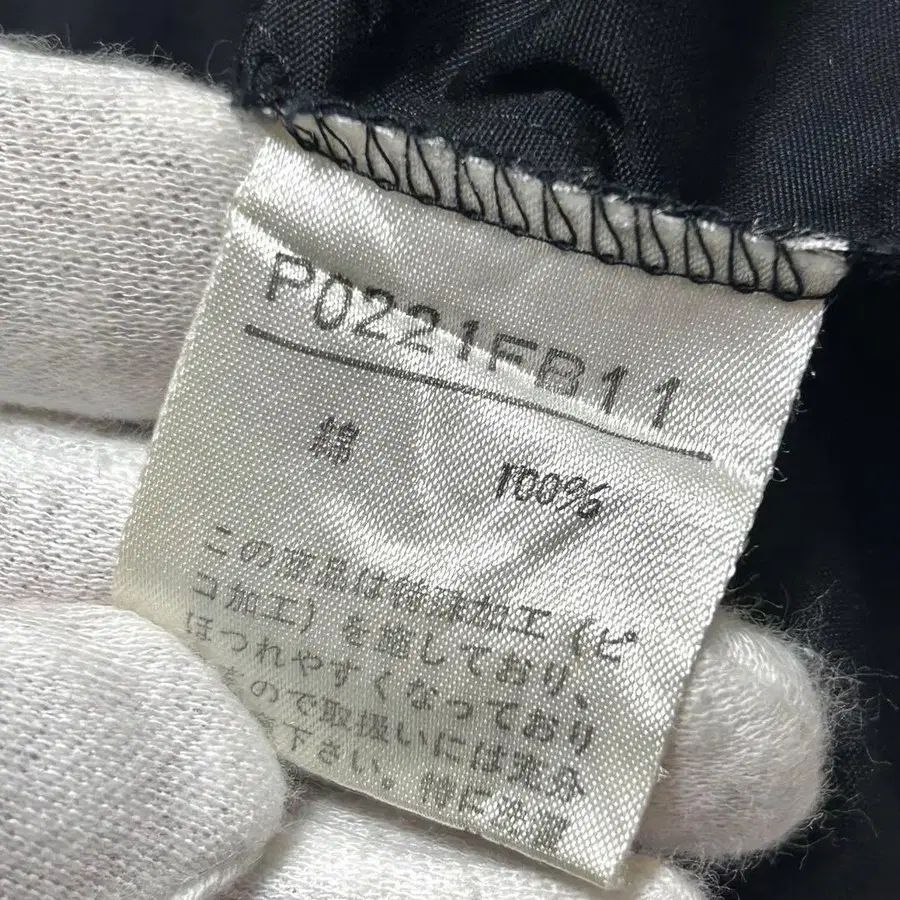 P0221FB11
綿 100%
この商品は特殊加工（ピ
コ加工）を施しており、
ほつれやすくなっており
ますので取扱いには充分
注意下さい。特に